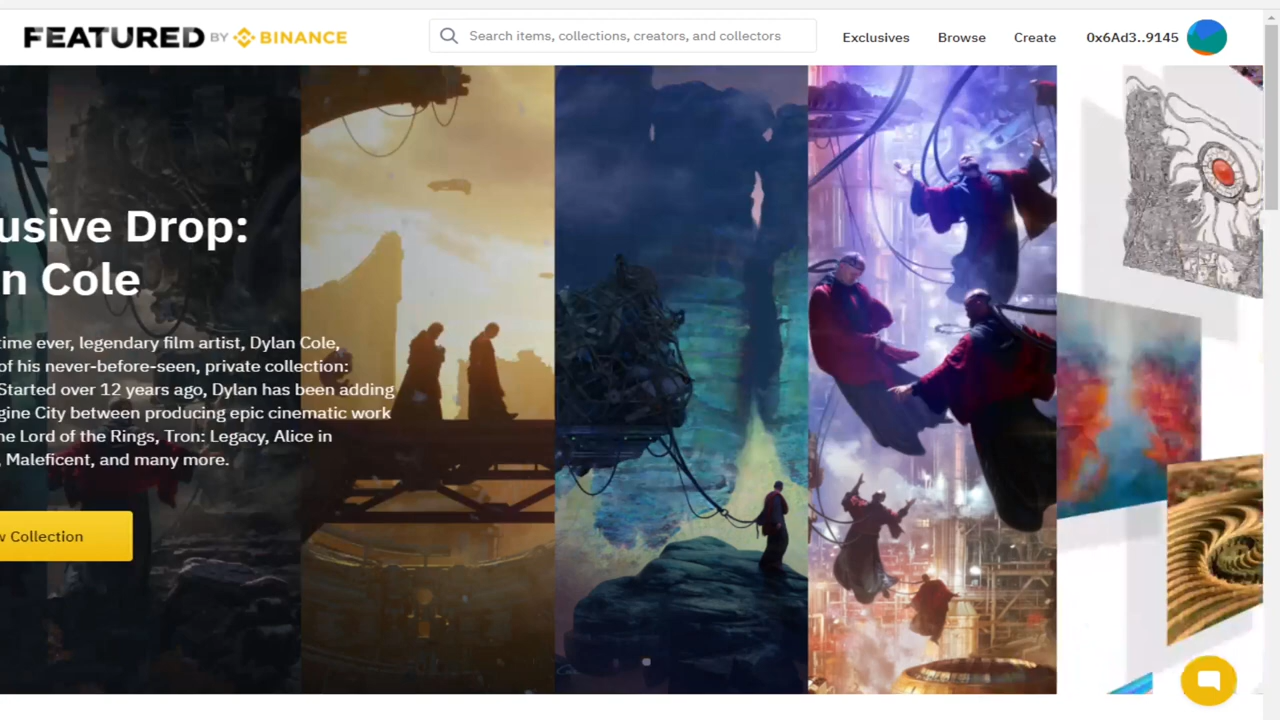 FEATURED BY BINANCE
Search items, collections, creators, and collectors
Exclusives
Browse
Create
0x6Ad3..9145
usive Drop:
n Cole
time ever, legendary film artist, Dylan Cole,
of his never-before-seen, private collection:
Started over 12 years ago, Dylan has been adding
gine City between producing epic cinematic work
he Lord of the Rings, Tron: Legacy, Alice in
, Maleficent, and many more.
w Collection